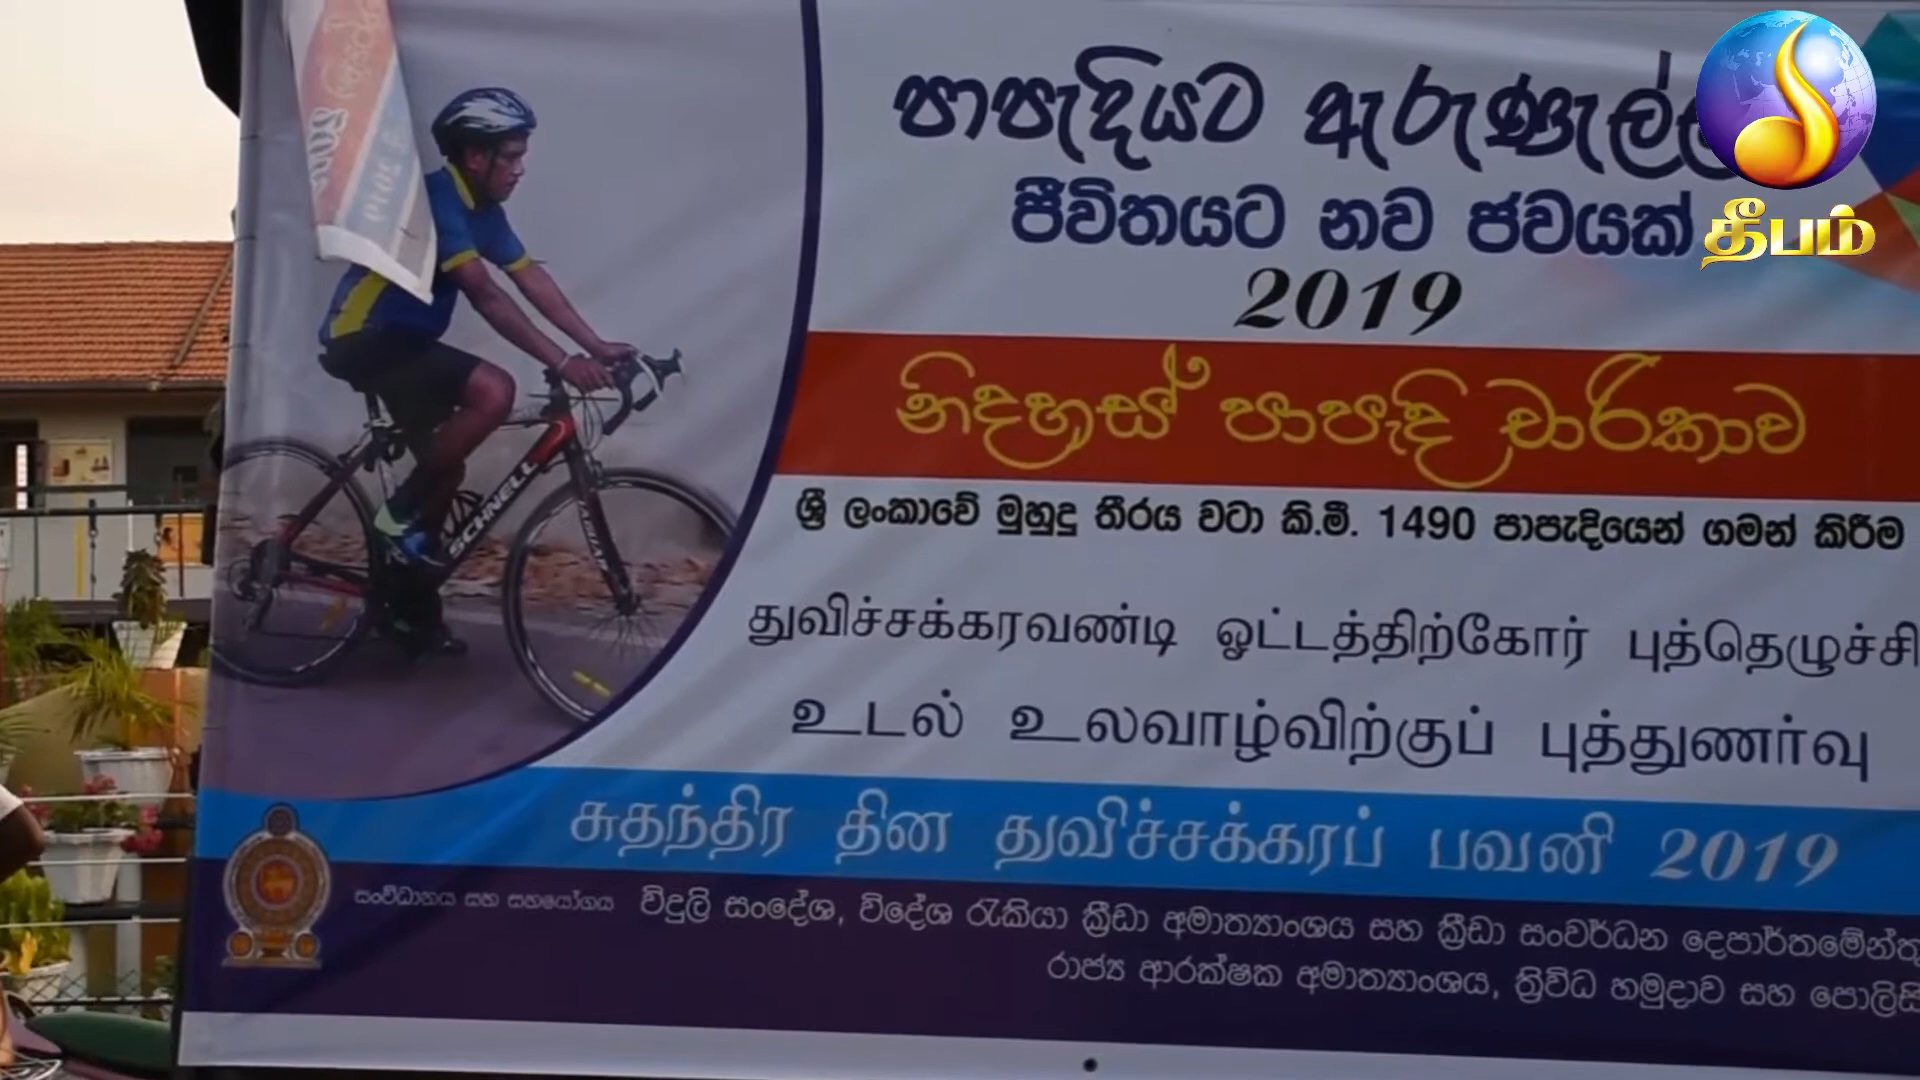 පාපැදියට ඇරුණැල්ල
ජීවිතයට නව ජවයක්
2019
නිදහස් පාපැදි චාරිකාව
ශ්‍රී ලංකාවේ මුහුදු තීරය වටා කි.මී. 1490 පාපැදියෙන් ගමන් කිරීම
துவிச்சக்கரவண்டி ஓட்டத்திற்கோர் புத்தெழுச்சி
உடல் உலவாழ்விற்குப் புத்துணர்வு
சுதந்திர தின துவிச்சக்கரப் பவனி 2019
සංවිධානය සහ සහයෝගය විදුලි සංදේශ, විදේශ රැකියා ක්‍රීඩා අමාත්‍යාංශය සහ ක්‍රීඩා සංවර්ධන දෙපාර්තමේන්තු
රාජ්‍ය ආරක්ෂක අමාත්‍යාංශය, ත්‍රිවිධ හමුදාව සහ පොලිසි
SCHNELL
தீபம்